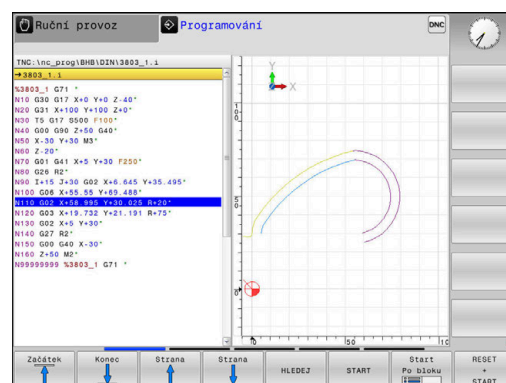 Ruční provoz
Programování
DNC
TNC:\nc_prog\BHB\DIN\3803_1.i
→3803_1.i
%3803_1 G71 *
N10 G30 G17 X+0 Y+0 Z-40*
N20 G31 X+100 Y+100 Z+0*
N30 T5 G17 S500 F100*
N40 G00 G90 Z+50 G40*
N50 X-30 Y+30 M3*
N60 Z-20*
N70 G01 G41 X+5 Y+30 F250*
N80 G26 R2*
N90 I+15 J+30 G02 X+6.645 Y+35.495*
N100 G06 X+55.55 Y+69.488*
N110 G02 X+58.995 Y+30.025 R+20*
N120 G03 X+19.732 Y+21.191 R+75*
N130 G02 X+5 Y+30*
N140 G27 R2*
N150 G00 G40 X-30*
N160 Z+50 M2*
N99999999 %3803_1 G71 *
Y
X
100
50
0
0
50
10
Začátek
Konec
Strana
Strana
HLEDEJ
START
Start
Po bloku
RESET
+
START